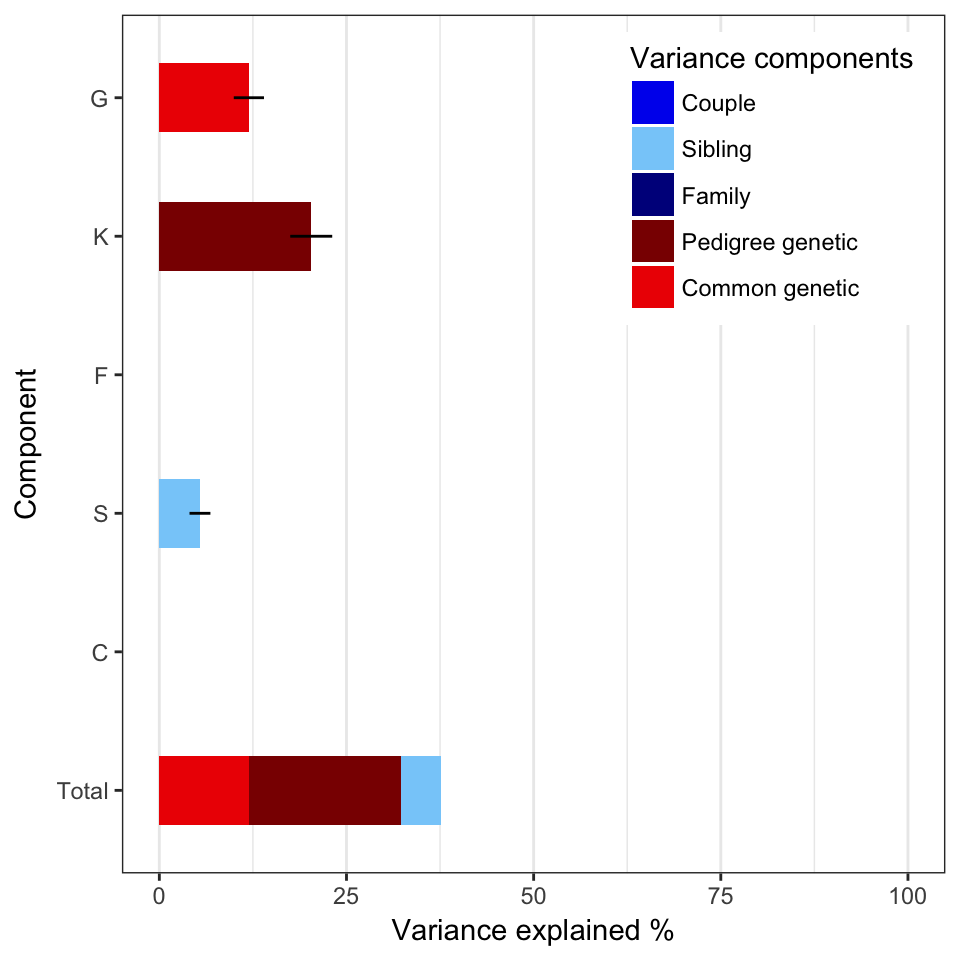 Variance components
Couple
Sibling
Family
Pedigree genetic
Common genetic
Component
G
K
F
S
C
Total
0 25 50 75 100
Variance explained %